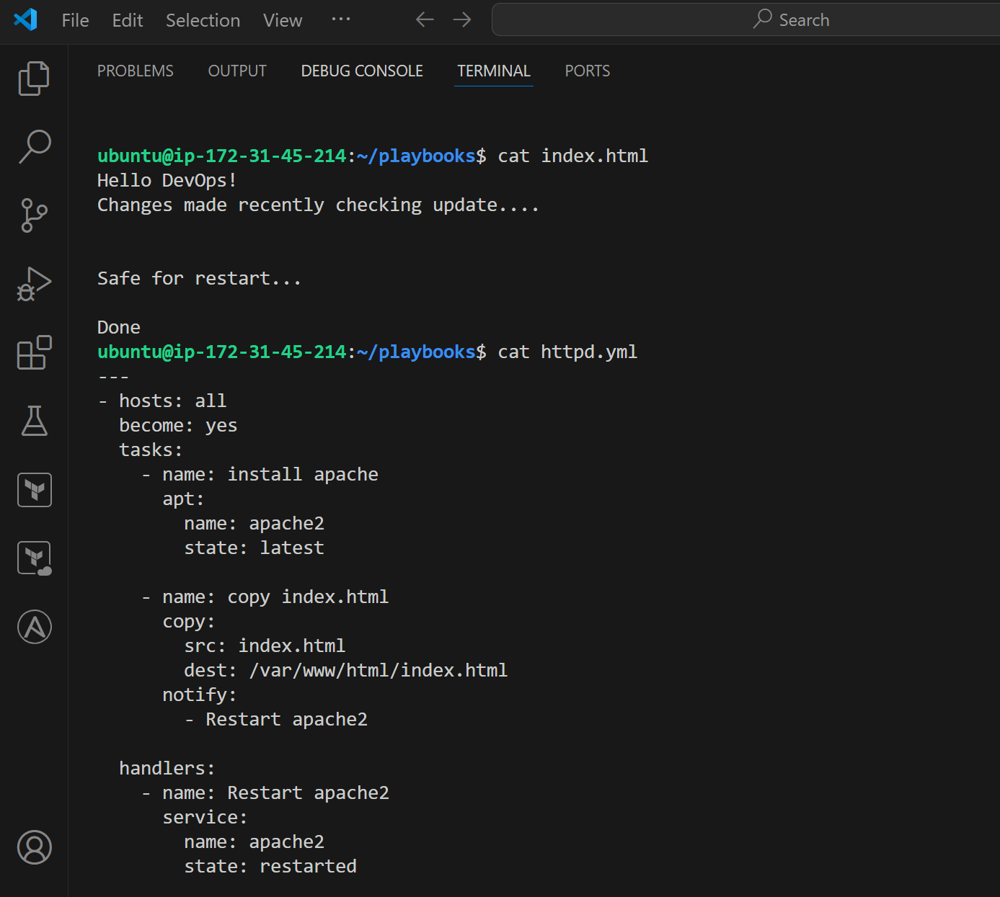 File Edit Selection View ··· Search
PROBLEMS OUTPUT DEBUG CONSOLE TERMINAL PORTS
ubuntu@ip-172-31-45-214:~/playbooks$ cat index.html
Hello DevOps!
Changes made recently checking update....
Safe for restart...
Done
ubuntu@ip-172-31-45-214:~/playbooks$ cat httpd.yml
---
- hosts: all
  become: yes
  tasks:
    - name: install apache
      apt:
        name: apache2
        state: latest
    - name: copy index.html
      copy:
        src: index.html
        dest: /var/www/html/index.html
      notify:
        - Restart apache2
  handlers:
    - name: Restart apache2
      service:
        name: apache2
        state: restarted